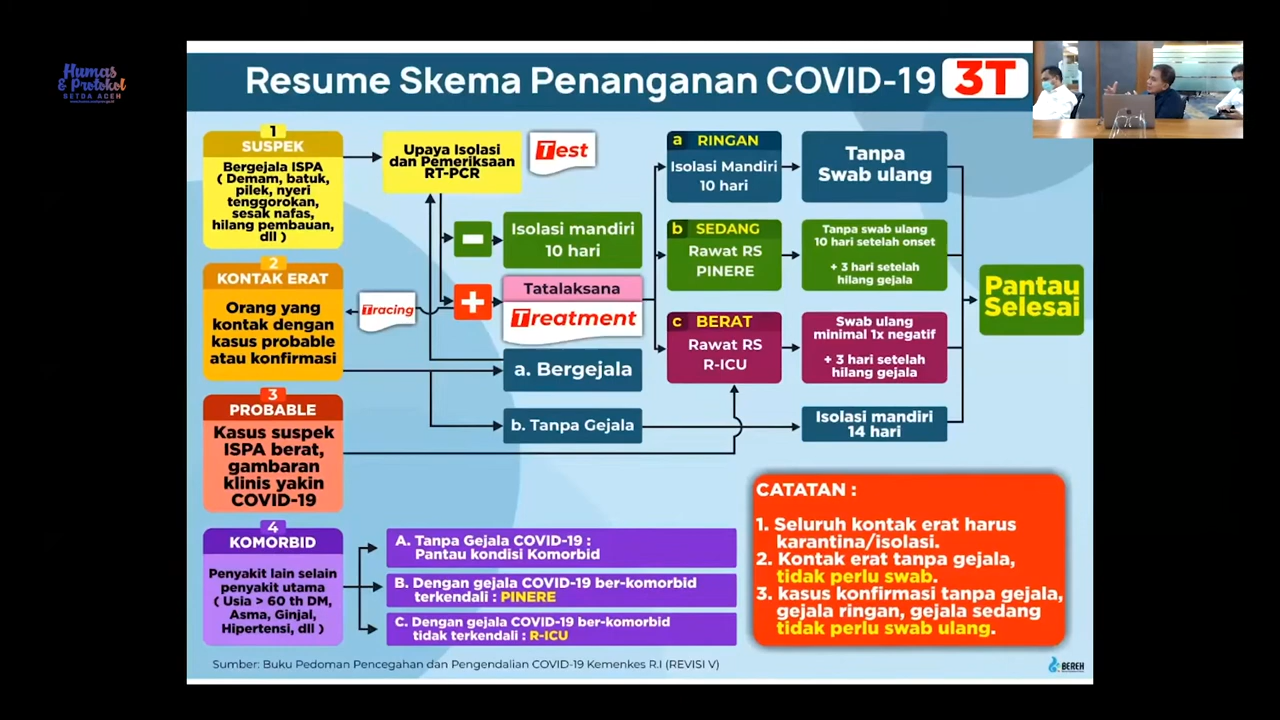 Humas
& Protokol
SETDA ACEH
Resume Skema Penanganan COVID-19 3T
1
SUSPEK
Bergejala ISPA
( Demam, batuk,
pilek, nyeri
tenggorokan,
sesak nafas,
hilang pembauan,
dll )
Upaya Isolasi
dan Pemeriksaan
RT-PCR
Test
Isolasi mandiri
10 hari
Tatalaksana
Treatment
a RINGAN
Isolasi Mandiri
10 hari
Tanpa
Swab ulang
b SEDANG
Rawat RS
PINERE
Tanpa swab ulang
10 hari setelah onset
+ 3 hari setelah
hilang gejala
c BERAT
Rawat RS
R-ICU
Swab ulang
minimal 1x negatif
+ 3 hari setelah
hilang gejala
Pantau
Selesai
2
KONTAK ERAT
Orang yang
kontak dengan
kasus probable
atau konfirmasi
Tracing
a. Bergejala
b. Tanpa Gejala
Isolasi mandiri
14 hari
3
PROBABLE
Kasus suspek
ISPA berat,
gambaran
klinis yakin
COVID-19
4
KOMORBID
Penyakit lain selain
penyakit utama
( Usia > 60 th DM,
Asma, Ginjal,
Hipertensi, dll )
A. Tanpa Gejala COVID-19 :
Pantau kondisi Komorbid
B. Dengan gejala COVID-19 ber-komorbid
terkendali : PINERE
C. Dengan gejala COVID-19 ber-komorbid
tidak terkendali : R-ICU
CATATAN :
1. Seluruh kontak erat harus
karantina/isolasi.
2. Kontak erat tanpa gejala,
tidak perlu swab.
3. kasus konfirmasi tanpa gejala,
gejala ringan, gejala sedang
tidak perlu swab ulang.
Sumber: Buku Pedoman Pencegahan dan Pengendalian COVID-19 Kemenkes R.I (REVISI V)
BEREH